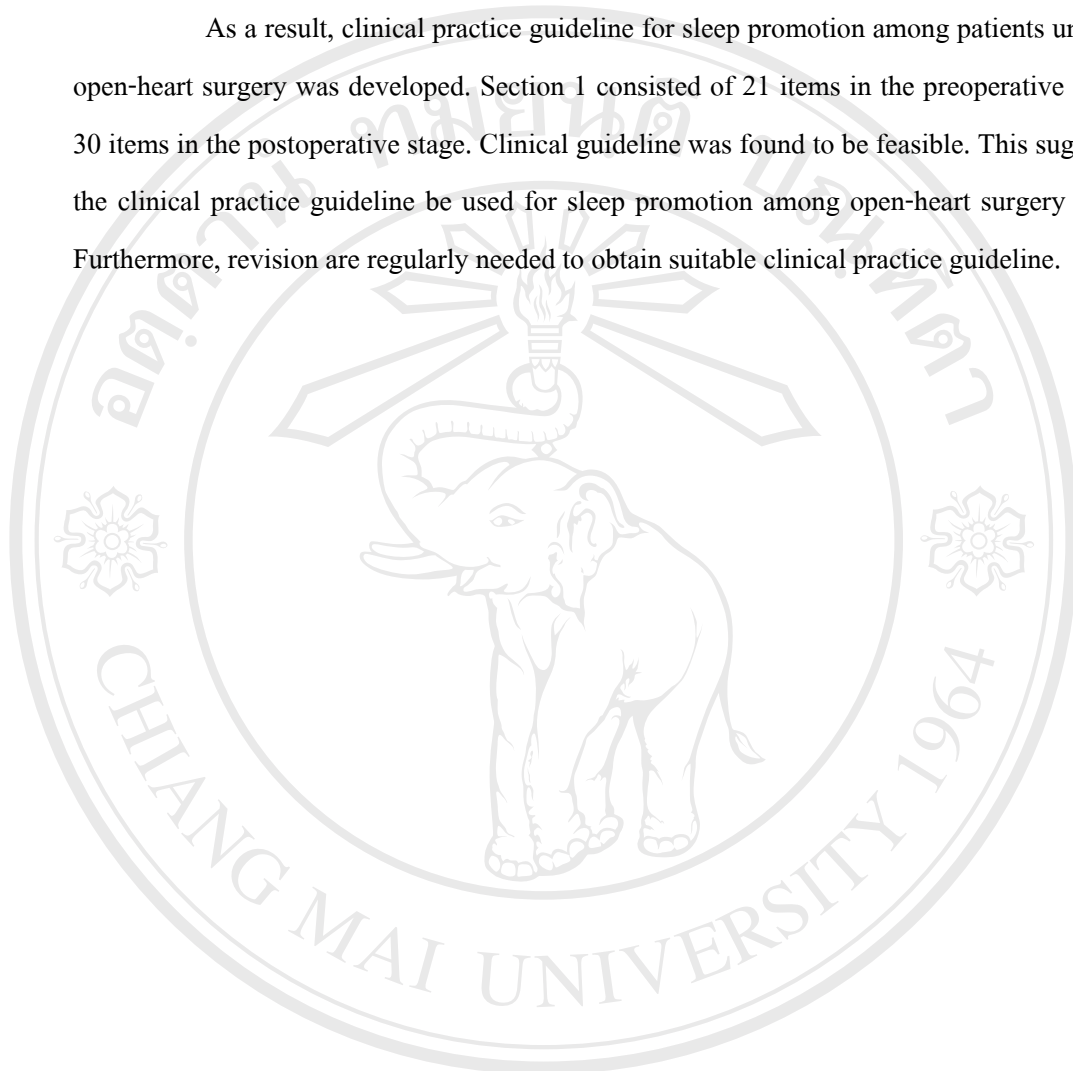 As a result, clinical practice guideline for sleep promotion among patients
open-heart surgery was developed. Section 1 consisted of 21 items in the preoperative
30 items in the postoperative stage. Clinical guideline was found to be feasible. This
the clinical practice guideline be used for sleep promotion among open-heart surgery
Furthermore, revision are regularly needed to obtain suitable clinical practice guideline.
CHIANG MAI UNIVERSITY 1964